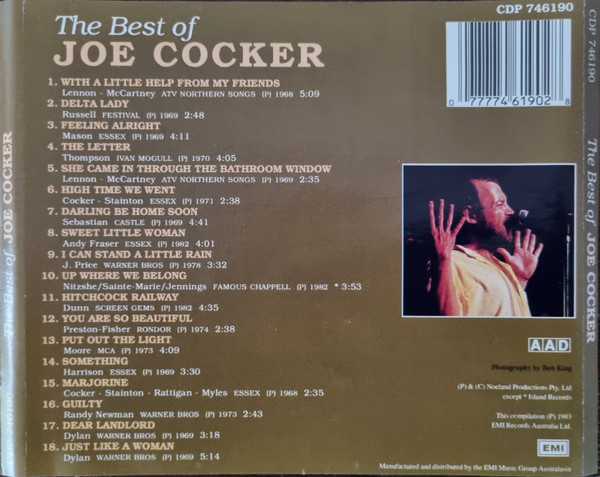 CDP 746190
The Best of
JOE COCKER
1. WITH A LITTLE HELP FROM MY FRIENDS
Lennon - McCartney ATV NORTHERN SONGS (P) 1968 5:09
2. DELTA LADY
Russell FESTIVAL (P) 1969 2:48
3. FEELING ALRIGHT
Mason ESSEX (P) 1969 4:11
4. THE LETTER
Thompson IVAN MOGULL (P) 1970 4:05
5. SHE CAME IN THROUGH THE BATHROOM WINDOW
Lennon - McCartney ATV NORTHERN SONGS (P) 1969 2:35
6. HIGH TIME WE WENT
Cocker - Stainton ESSEX (P) 1971 2:38
7. DARLING BE HOME SOON
Sebastian CASTLE (P) 1969 4:41
8. SWEET LITTLE WOMAN
Andy Fraser ESSEX (P) 1982 4:01
9. I CAN STAND A LITTLE RAIN
J. Price WARNER BROS (P) 1978 3:32
10. UP WHERE WE BELONG
Nitzshe/Sainte-Marie/Jennings FAMOUS CHAPPELL (P) 1982 * 3:53
11. HITCHCOCK RAILWAY
Dunn SCREEN GEMS (P) 1982 4:35
12. YOU ARE SO BEAUTIFUL
Preston-Fisher RONDOR (P) 1974 2:38
13. PUT OUT THE LIGHT
Moore MCA (P) 1973 4:09
14. SOMETHING
Harrison ESSEX (P) 1969 3:30
15. MARJORINE
Cocker - Stainton - Rattigan - Myles ESSEX (P) 1968 2:35
16. GUILTY
Randy Newman WARNER BROS (P) 1973 2:43
17. DEAR LANDLORD
Dylan WARNER BROS (P) 1969 3:18
18. JUST LIKE A WOMAN
Dylan WARNER BROS (P) 1969 5:14
0 77774 61902 8
AAD
Photography by Bob King
(P) & (C) Norland Productions Pty. Ltd
except * Island Records
This compilation (P) 1983
EMI Records Australia Ltd.
EMI
Manufactured and distributed by the EMI Music Group Australasia
The Best of JOE COCKER
CDP 746190
The Best of JOE COCKER